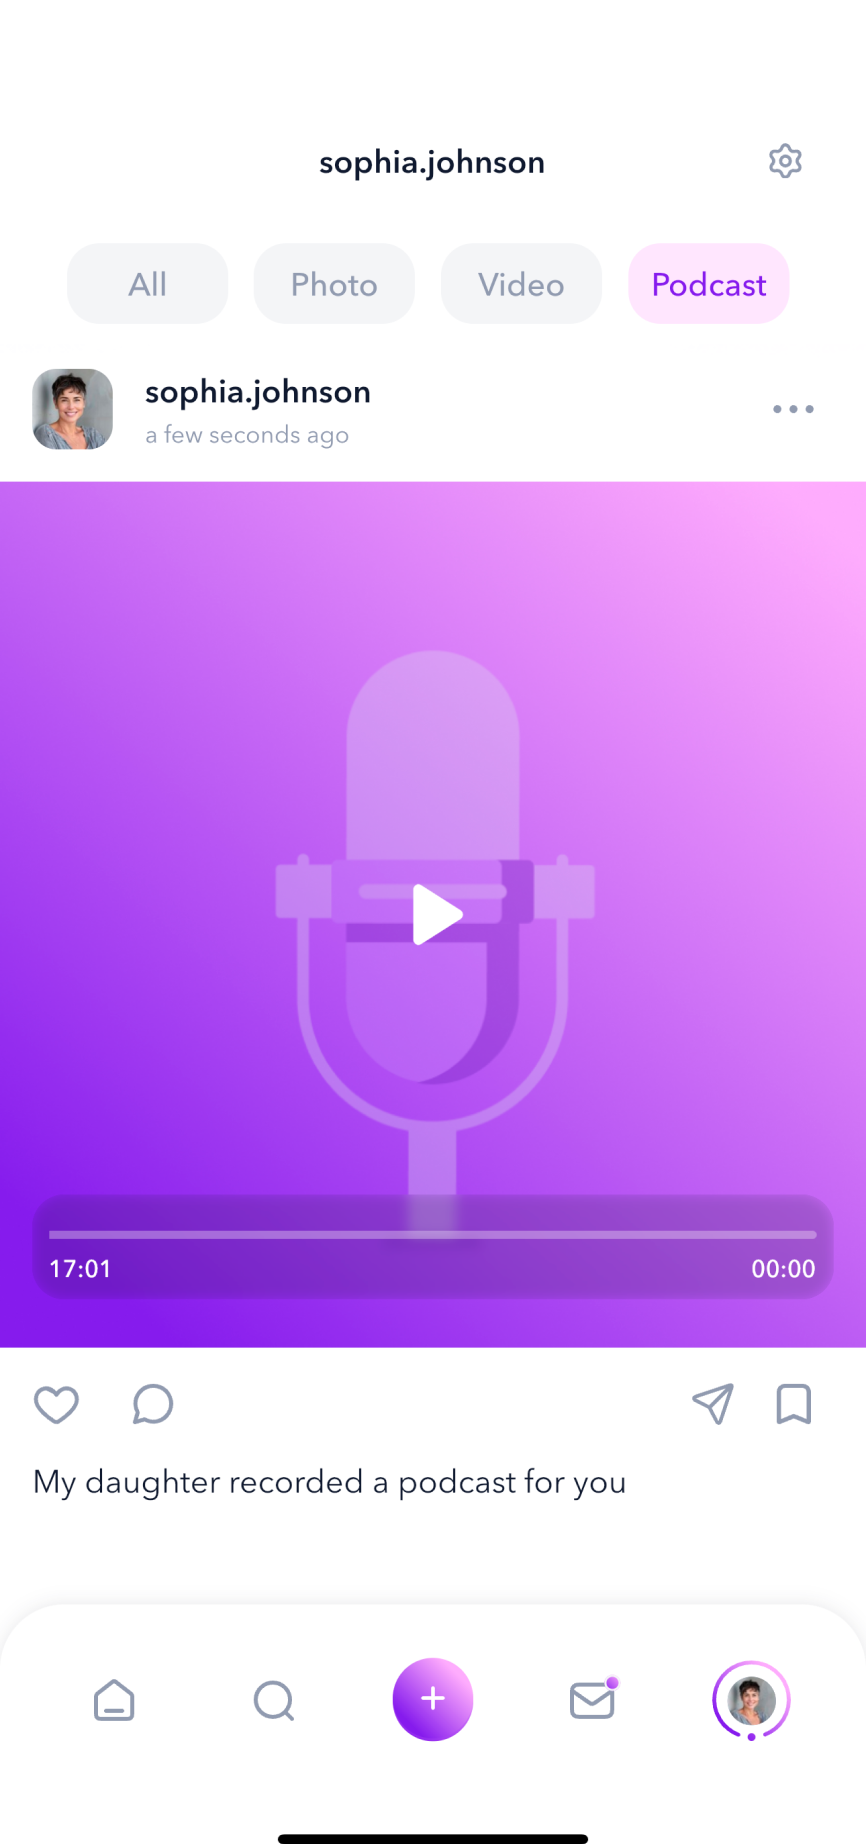 sophia.johnson
All Photo Video Podcast
sophia.johnson
a few seconds ago
17:01 00:00
My daughter recorded a podcast for you